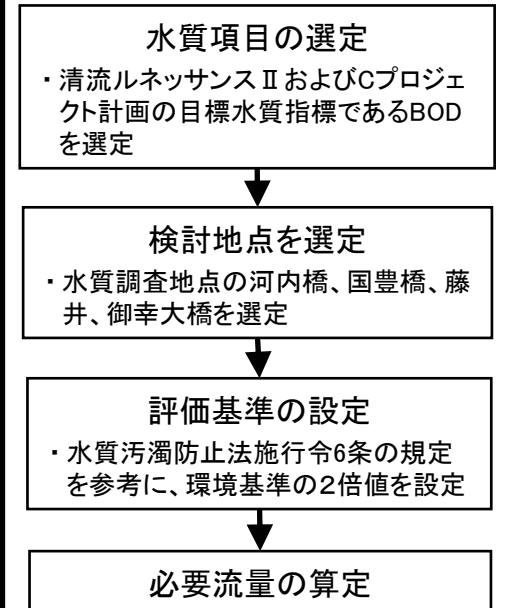 水質項目の選定
・清流ルネッサンスⅡおよびCプロジェ
クト計画の目標水質指標であるBOD
を選定
検討地点を選定
・水質調査地点の河内橋、国豊橋、藤
井、御幸大橋を選定
評価基準の設定
・水質汚濁防止法施行令6条の規定
を参考に、環境基準の２倍値を設定
必要流量の算定